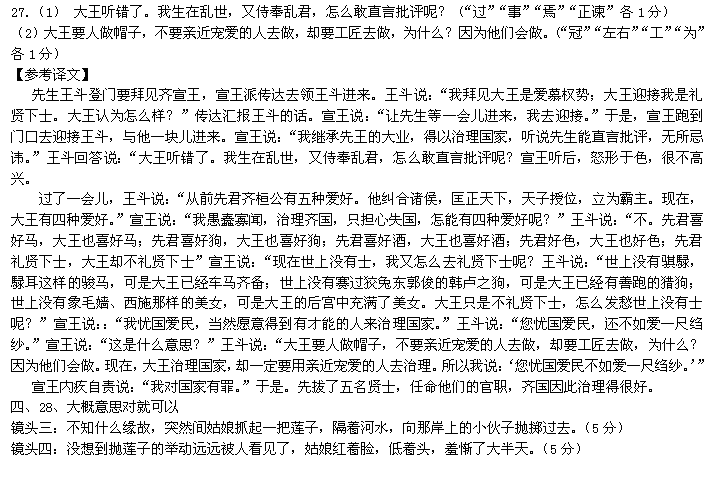 27.（1） 大王听错了。我生在乱世，又侍奉乱君，怎么敢直言批评呢？（“过”“事”“焉”“正谏”各1分）
（2）大王要人做帽子，不要亲近宠爱的人去做，却要工匠去做，为什么？因为他们会做。（“冠”“左右”“工”“为”
各1分）
【参考译文】
先生王斗登门要拜见齐宣王，宣王派传达去领王斗进来。王斗说：“我拜见大王是爱慕权势；大王迎接我是礼
贤下士。大王认为怎么样？”传达汇报王斗的话。宣王说：“让先生等一会儿进来，我去迎接。”于是，宣王跑到
门口去迎接王斗，与他一块儿进来。宣王说：“我继承先王的大业，得以治理国家，听说先生能直言批评，无所忌
讳。”王斗回答说：“大王听错了。我生在乱世，又侍奉乱君，怎么敢直言批评呢？宣王听后，怒形于色，很不高
兴。
过了一会儿，王斗说：“从前先君齐桓公有五种爱好。他纠合诸侯，匡正天下，天子授位，立为霸主。现在，
大王有四种爱好。”宣王说：“我愚蠢寡闻，治理齐国，只担心失国，怎能有四种爱好呢？”王斗说：“不。先君喜
好马，大王也喜好马；先君喜好狗，大王也喜好狗；先君喜好酒，大王也喜好酒；先君好色，大王也好色；先君
礼贤下士，大王却不礼贤下士”宣王说：“现在世上没有士，我又怎么去礼贤下士呢？王斗说：“世上没有骐騄，
騄耳这样的骏马，可是大王已经车马齐备；世上没有赛过狡兔东郭俊的韩卢之狗，可是大王已经有善跑的猎狗；
世上没有象毛嫱、西施那样的美女，可是大王的后宫中充满了美女。大王只是不礼贤下士，怎么发愁世上没有士
呢？”宣王说：：“我忧国爱民，当然愿意得到有才能的人来治理国家。”王斗说：“您忧国爱民，还不如爱一尺绉
纱。”宣王说：“这是什么意思？”王斗说：“大王要人做帽子，不要亲近宠爱的人去做，却要工匠去做，为什么？
因为他们会做。现在，大王治理国家，却一定要用亲近宠爱的人去治理。所以我说：‘您忧国爱民不如爱一尺绉纱。’”
宣王内疚自责说：“我对国家有罪。”于是。先拔了五名贤士，任命他们的官职，齐国因此治理得很好。
四、28、大概意思对就可以
镜头三：不知什么缘故，突然间姑娘抓起一把莲子，隔着河水，向那岸上的小伙子抛掷过去。（5分）
镜头四：没想到抛莲子的举动远远被人看见了，姑娘红着脸，低着头，羞惭了大半天。（5分）